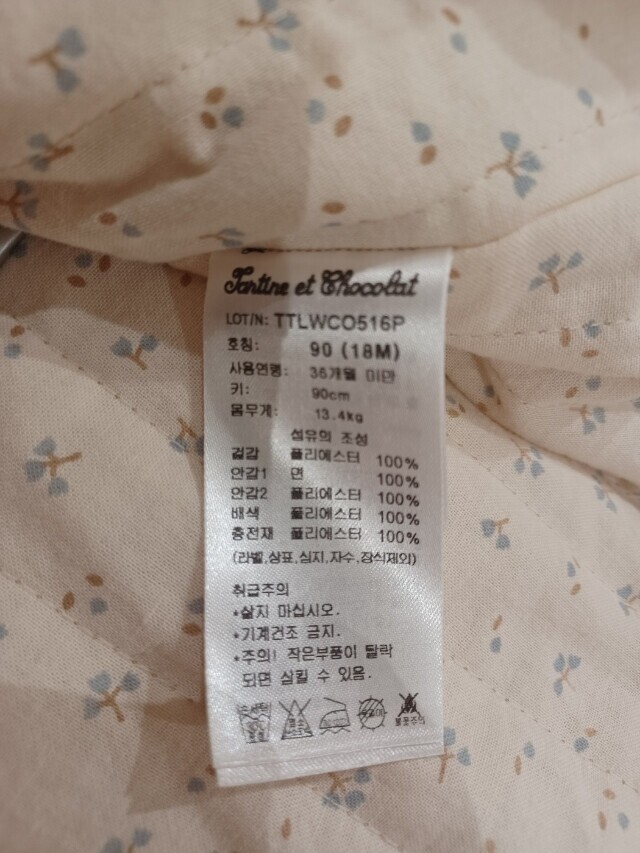 Tartine et Chocolat
LOT/N: TTLWCO516P
호칭: 90 (18M)
사용연령: 36개월 미만
키: 90cm
몸무게: 13.4kg
섬유의 조성
겉감 폴리에스터 100%
안감1 면 100%
안감2 폴리에스터 100%
배색 폴리에스터 100%
충전재 폴리에스터 100%
(라벨,상표,심지,자수,장식제외)
취급주의
*삶지 마십시오.
*기계건조 금지.
*주의! 작은부품이 탈락
되면 삼킬 수 있음.
불꽃주의